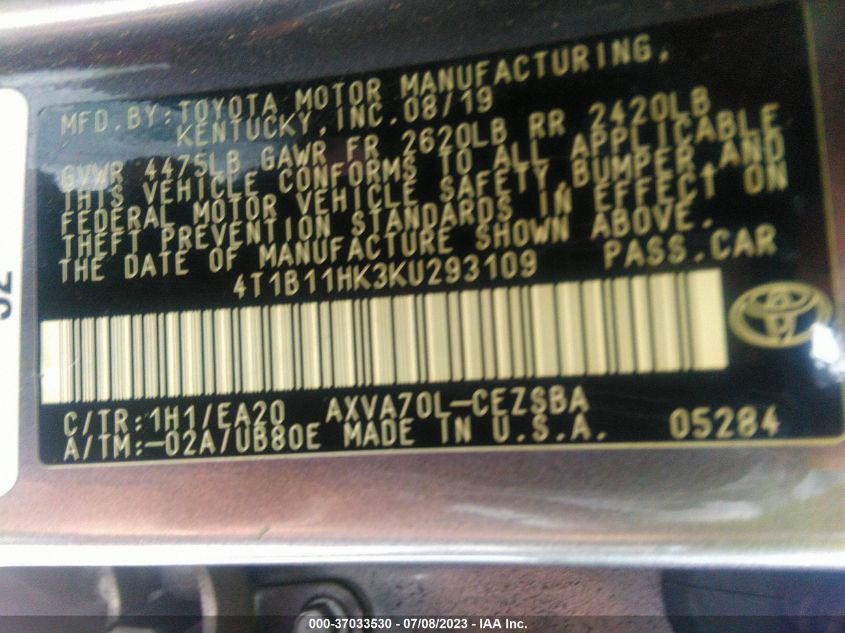 MFD.BY:TOYOTA MOTOR MANUFACTURING,
KENTUCKY,INC.08/19
GVWR 4475LB GAWR FR 2620LB RR 2420LB
THIS VEHICLE CONFORMS TO ALL APPLICABLE
FEDERAL MOTOR VEHICLE SAFETY,BUMPER,AND
THEFT PREVENTION STANDARDS IN EFFECT ON
THE DATE OF MANUFACTURE SHOWN ABOVE.
4T1B11HK3KU293109 PASS.CAR
C/TR:1H1/EA20 AXVA70L-CEZSBA
A/TM:-02A/UB80E MADE IN U.S.A. 05284
000-37033530 - 07/08/2023 - IAA Inc.